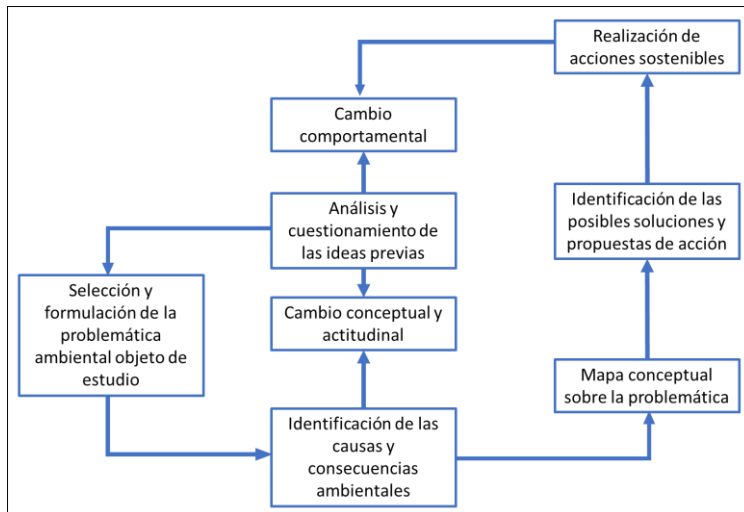 Realización de
acciones sostenibles
Cambio
comportamental
Análisis y
cuestionamiento de
las ideas previas
Identificación de las
posibles soluciones y
propuestas de acción
Selección y
formulación de la
problemática
ambiental objeto de
estudio
Cambio conceptual y
actitudinal
Mapa conceptual
sobre la problemática
Identificación de las
causas y
consecuencias
ambientales